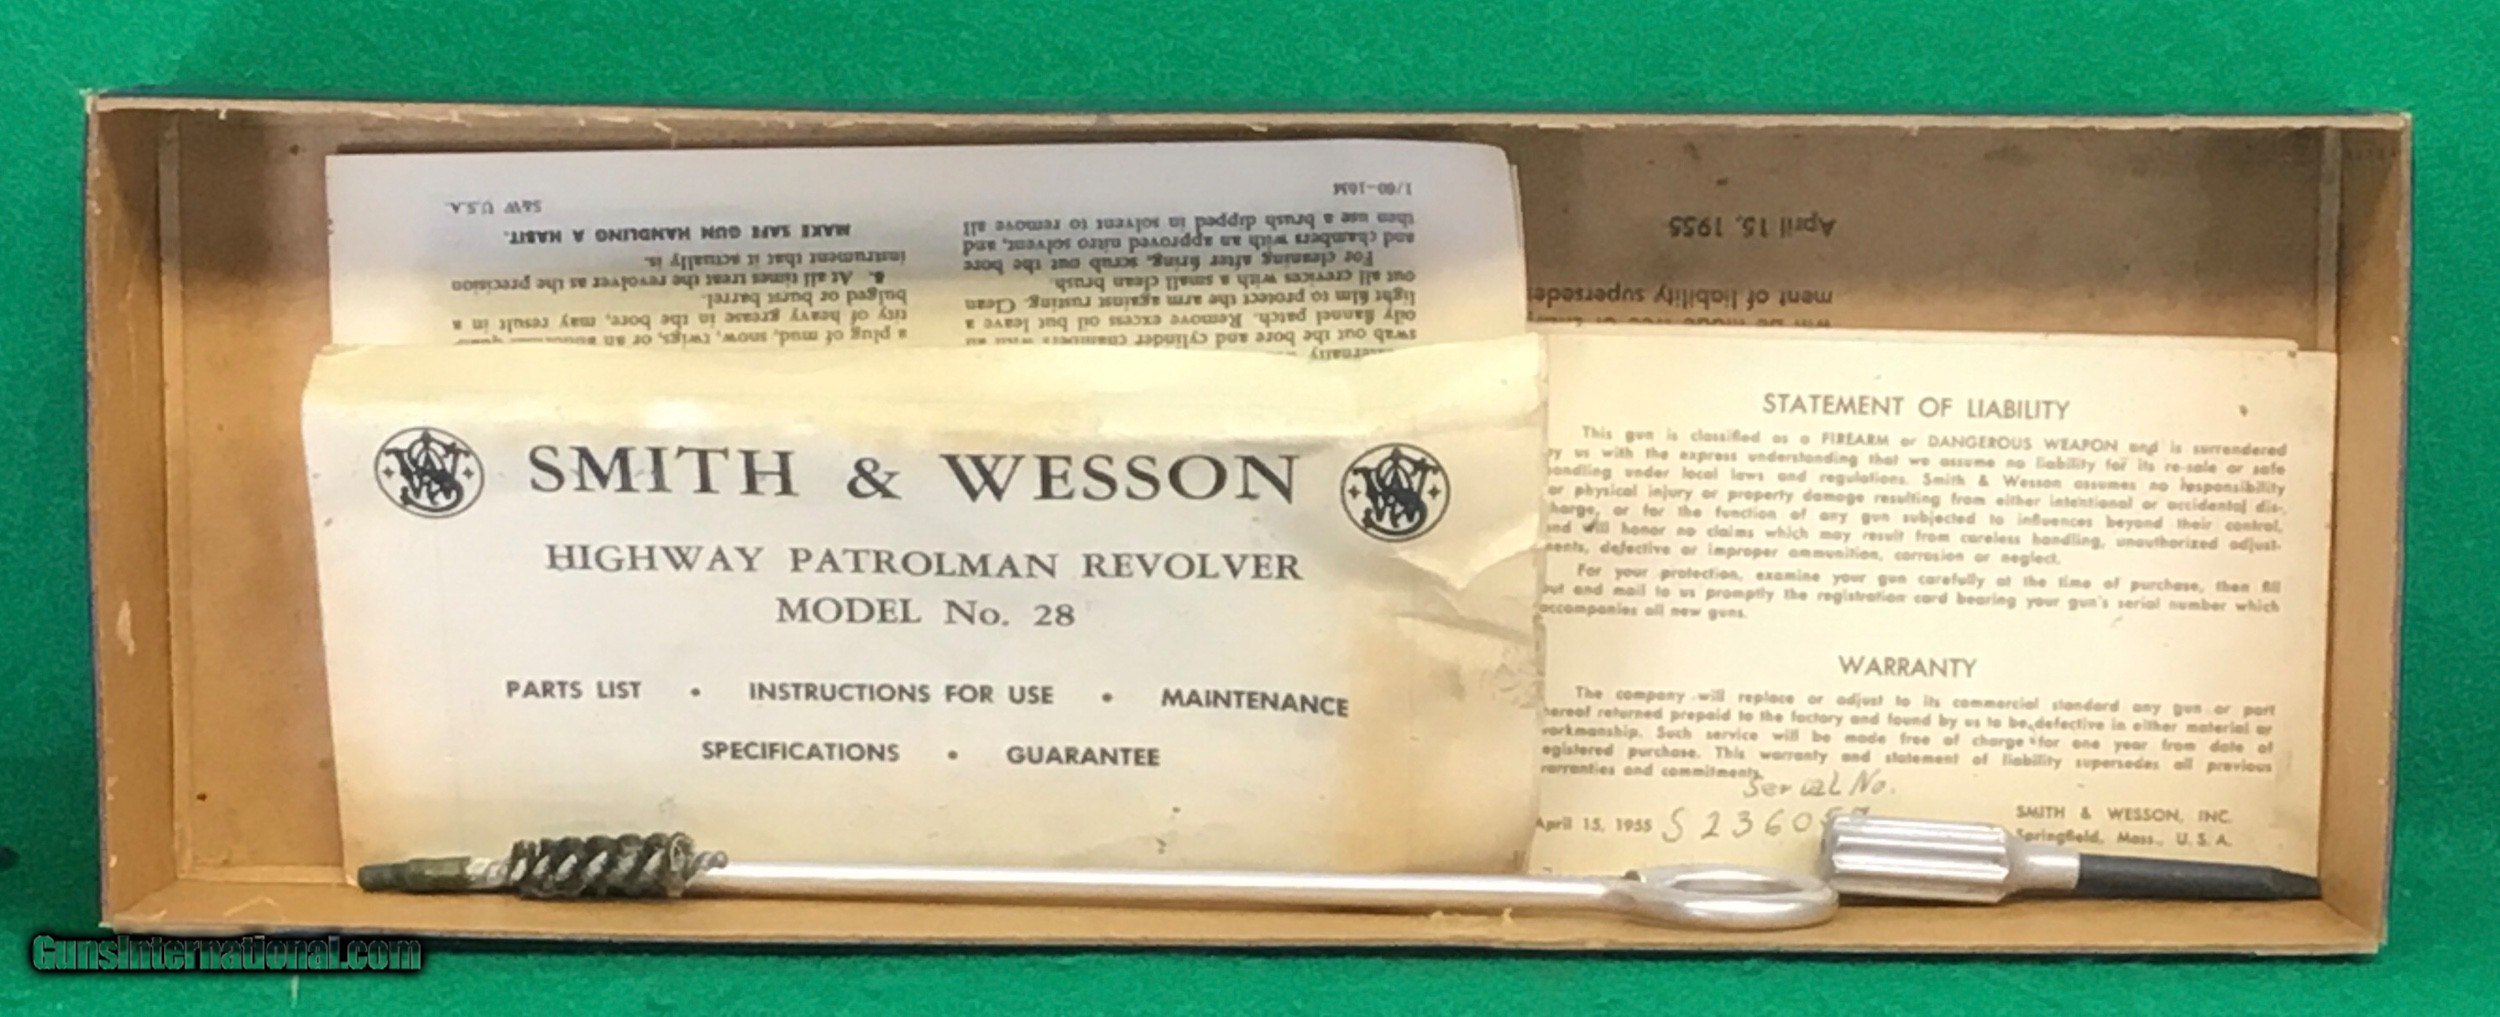 1/60—10M
then use a brush dipped in solvent to remove all
and chambers with an approved nitro solvent, and
For cleaning after firing, scrub out the bore
out all crevices with a small clean brush.
light film to protect the arm against rusting. Clean
oily flannel patch. Remove excess oil but leave a
swab out the bore and cylinder chambers with an
S&W U.S.A.
MAKE SAFE GUN HANDLING A HABIT.
instrument that it actually is.
8. At all times treat the revolver as the precision
bulged or burst barrel.
tity of heavy grease in the bore, may result in a
a plug of mud, snow, twigs, or an
April 15, 1955
ment of liability supersedes
SMITH & WESSON
HIGHWAY PATROLMAN REVOLVER
MODEL No. 28
PARTS LIST • INSTRUCTIONS FOR USE • MAINTENANCE
SPECIFICATIONS • GUARANTEE
STATEMENT OF LIABILITY
This gun is classified as a FIREARM or DANGEROUS WEAPON and is surrendered
by us with the express understanding that we assume no liability for its re-sale or safe
handling under local laws and regulations. Smith & Wesson assumes no responsibility
or physical injury or property damage resulting from either intentional or accidental dis-
harge, or for the function of any gun subjected to influences beyond their control,
and will honor no claims which may result from careless handling, unauthorized adjust-
ments, defective or improper ammunition, corrosion or neglect.
For your protection, examine your gun carefully at the time of purchase, then fill
out and mail to us promptly the registration card bearing your gun's serial number which
accompanies all new guns.
WARRANTY
The company will replace or adjust to its commercial standard any gun or part
hereof returned prepaid to the factory and found by us to be defective in either material or
workmanship. Such service will be made free of charge for one year from date of
egistered purchase. This warranty and statement of liability supersedes all previous
warranties and commitments.
Serial No.
April 15, 1955 S 2360
SMITH & WESSON, INC.
Springfield, Mass., U. S. A.
GunsInternational.com